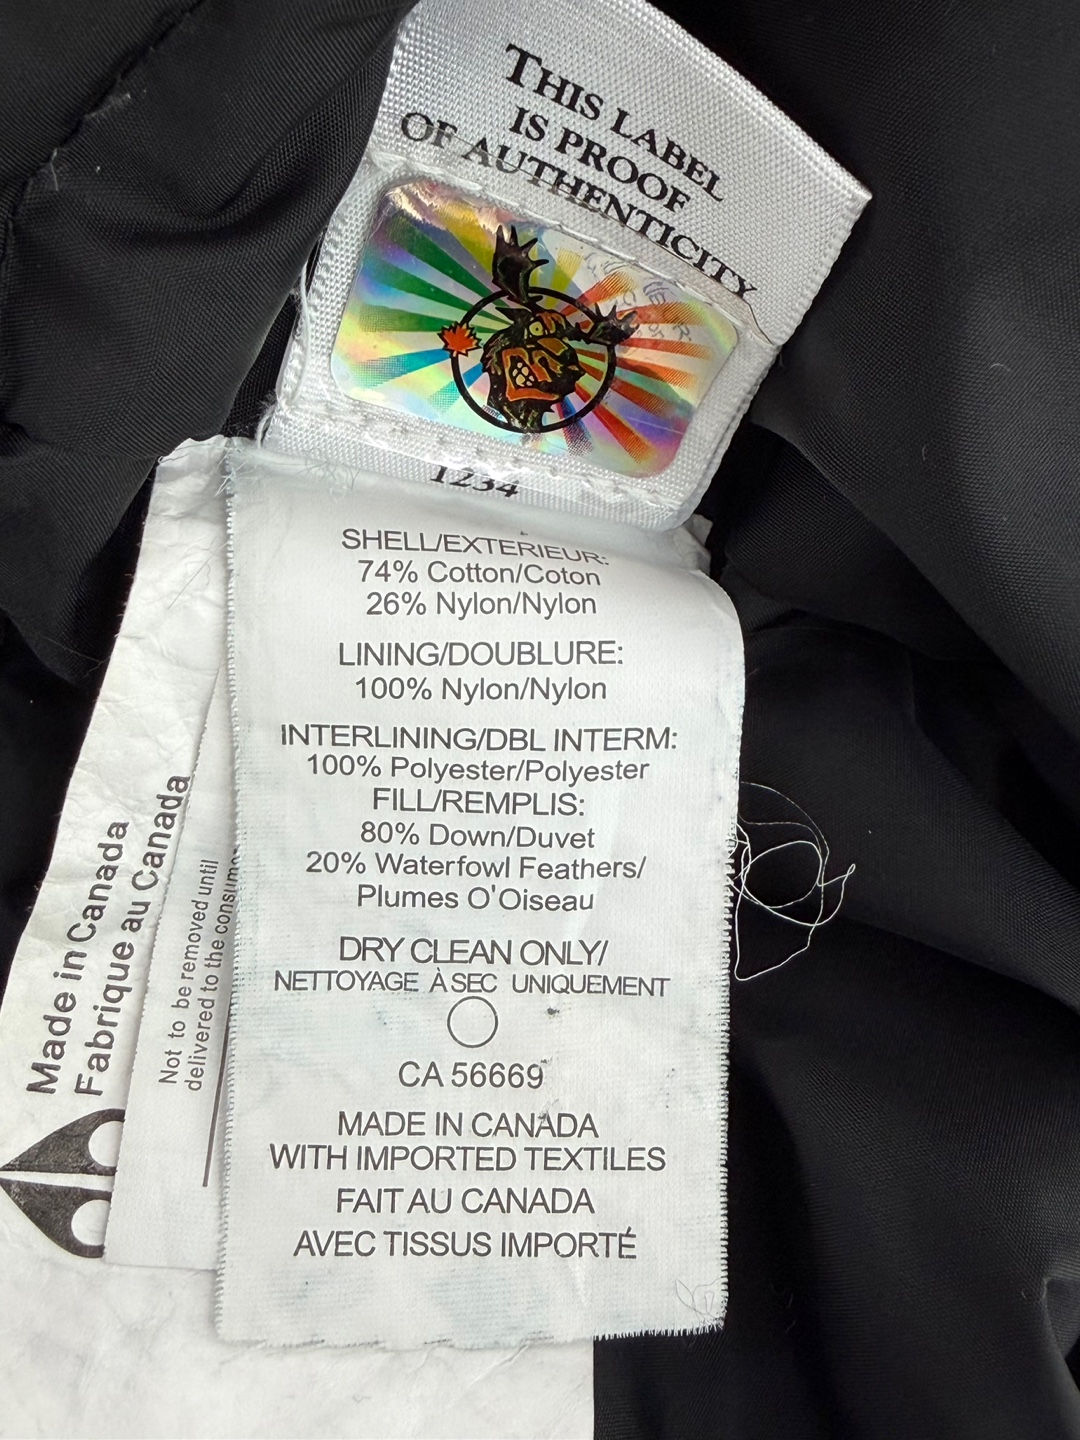 THIS LABEL
IS PROOF
OF AUTHENTICITY
1234
SHELL/EXTERIEUR:
74% Cotton/Coton
26% Nylon/Nylon
LINING/DOUBLURE:
100% Nylon/Nylon
INTERLINING/DBL INTERM:
100% Polyester/Polyester
FILL/REMPLIS:
80% Down/Duvet
20% Waterfowl Feathers/
Plumes O'Oiseau
DRY CLEAN ONLY/
NETTOYAGE À SEC UNIQUEMENT
CA 56669
MADE IN CANADA
WITH IMPORTED TEXTILES
FAIT AU CANADA
AVEC TISSUS IMPORTÉ
Made in Canada
Fabrique au Canada
Not to be removed until
delivered to the